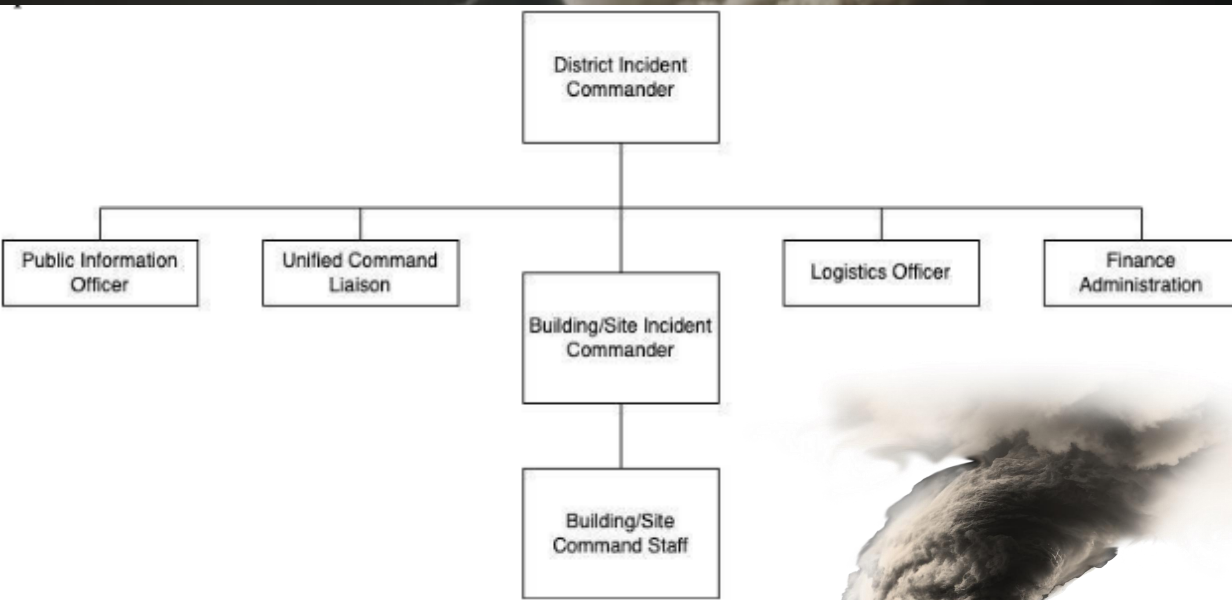 District Incident
Commander
Public Information
Officer
Unified Command
Liaison
Building/Site Incident
Commander
Logistics Officer
Finance
Administration
Building/Site
Command Staff